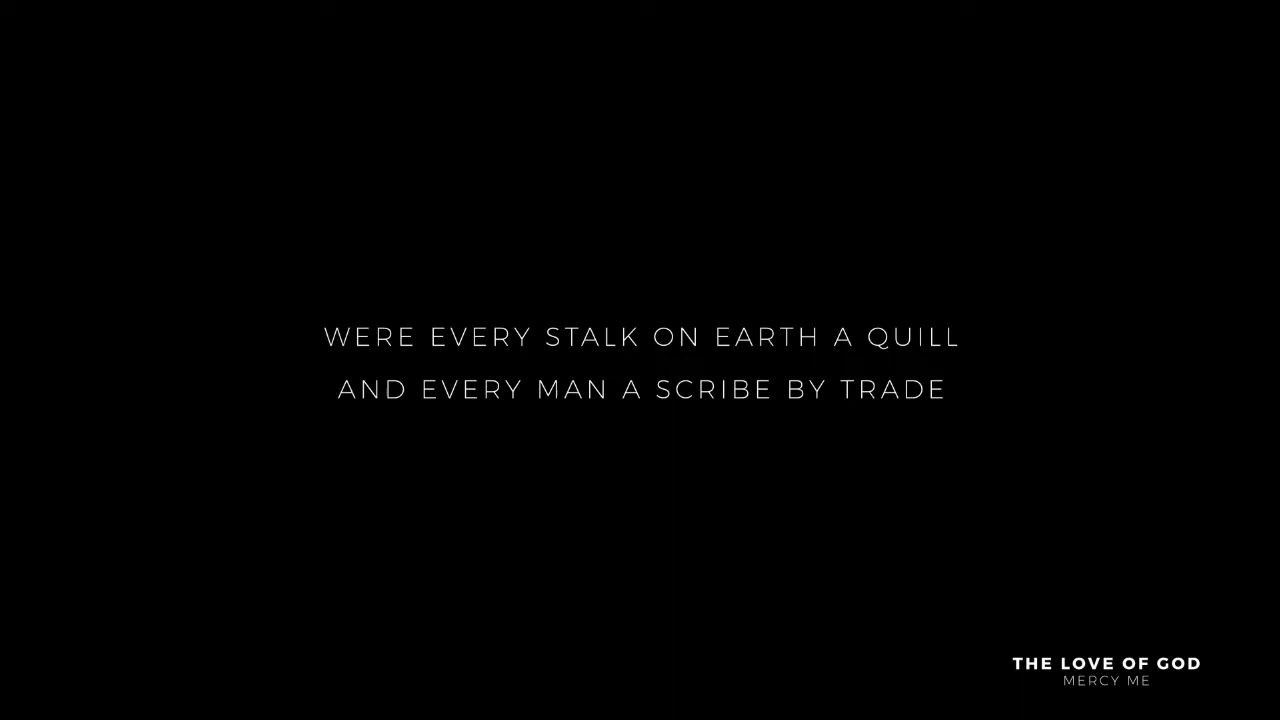 WERE EVERY STALK ON EARTH A QUILL
AND EVERY MAN A SCRIBE BY TRADE
THE LOVE OF GOD
MERCY ME